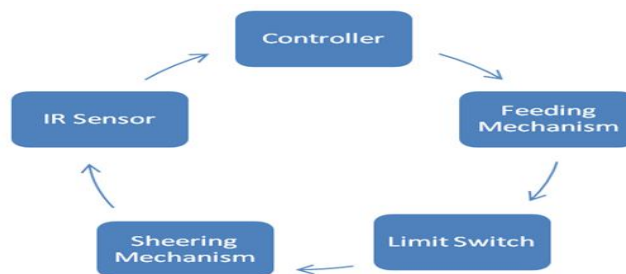 Controller
IR Sensor
Feeding
Mechanism
Sheering
Mechanism
Limit Switch